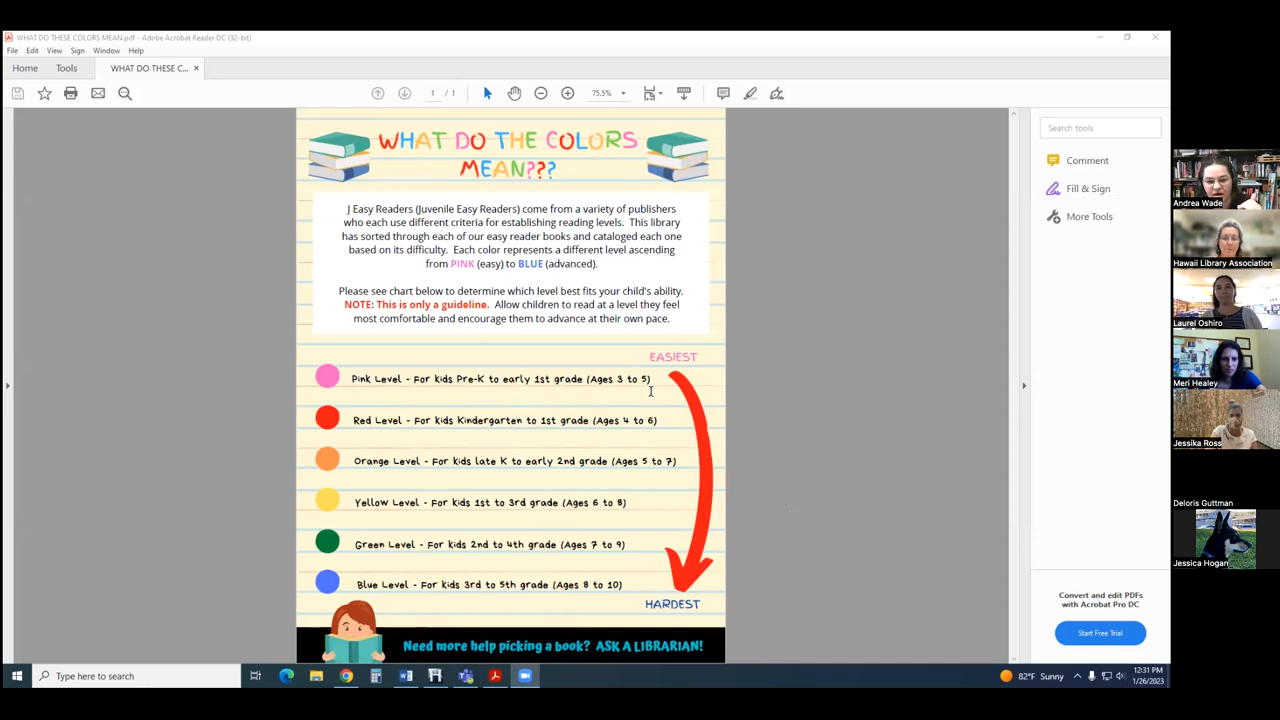 WHAT DO THESE COLORS MEAN.pdf - Adobe Acrobat Reader DC (32-bit)
File Edit View Sign Window Help
Home Tools WHAT DO THESE C... ×
1 / 1 75.5%
WHAT DO THE COLORS
MEAN???
J Easy Readers (Juvenile Easy Readers) come from a variety of publishers
who each use different criteria for establishing reading levels. This library
has sorted through each of our easy reader books and cataloged each one
based on its difficulty. Each color represents a different level ascending
from PINK (easy) to BLUE (advanced).
Please see chart below to determine which level best fits your child's ability.
NOTE: This is only a guideline. Allow children to read at a level they feel
most comfortable and encourage them to advance at their own pace.
EASIEST
Pink Level - For kids Pre-K to early 1st grade (Ages 3 to 5)
Red Level - For kids Kindergarten to 1st grade (Ages 4 to 6)
Orange Level - For kids late K to early 2nd grade (Ages 5 to 7)
Yellow Level - For kids 1st to 3rd grade (Ages 6 to 8)
Green Level - For kids 2nd to 4th grade (Ages 7 to 9)
Blue Level - For kids 3rd to 5th grade (Ages 8 to 10)
HARDEST
Need more help picking a book? ASK A LIBRARIAN!
Search tools
Comment
Fill & Sign
More Tools
Convert and edit PDFs
with Acrobat Pro DC
Start Free Trial
Andrea Wade
Hawaii Library Association
Laurel Oshiro
Meri Healey
Jessika Ross
Deloris Guttman
Jessica Hogan
Type here to search
82°F Sunny
12:31 PM
1/26/2023